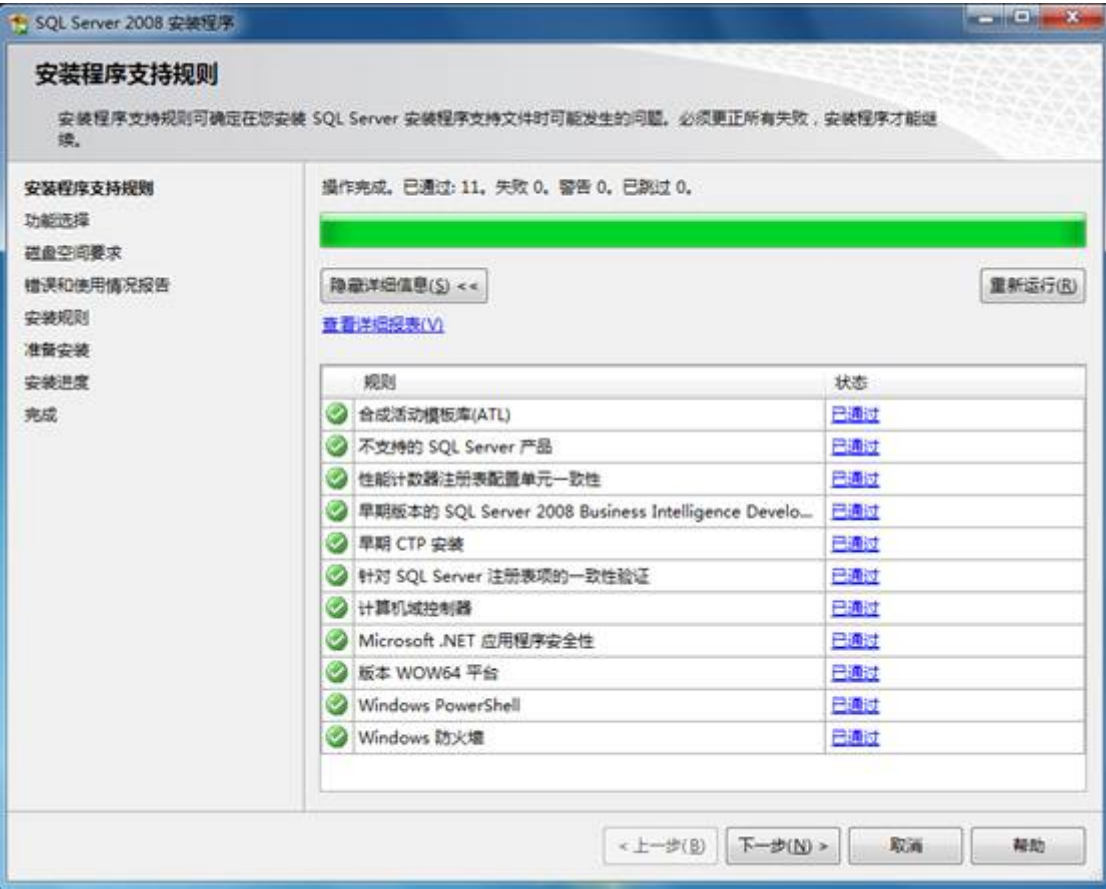 SQL Server 2008 安装程序
安装程序支持规则
安装程序支持规则可确定在您安装 SQL Server 安装程序支持文件时可能发生的问题。必须更正所有失败，安装程序才能继
续。
安装程序支持规则
功能选择
磁盘空间要求
错误和使用情况报告
安装规则
准备安装
安装进度
完成
操作完成。已通过: 11。失败 0。警告 0。已跳过 0。
隐藏详细信息(S) <<
重新运行(R)
查看详细报表(V)
规则 状态
合成活动模板库(ATL) 已通过
不支持的 SQL Server 产品 已通过
性能计数器注册表配置单元一致性 已通过
早期版本的 SQL Server 2008 Business Intelligence Develo... 已通过
早期 CTP 安装 已通过
针对 SQL Server 注册表项的一致性验证 已通过
计算机域控制器 已通过
Microsoft .NET 应用程序安全性 已通过
版本 WOW64 平台 已通过
Windows PowerShell 已通过
Windows 防火墙 已通过
< 上一步(B) 下一步(N) > 取消 帮助